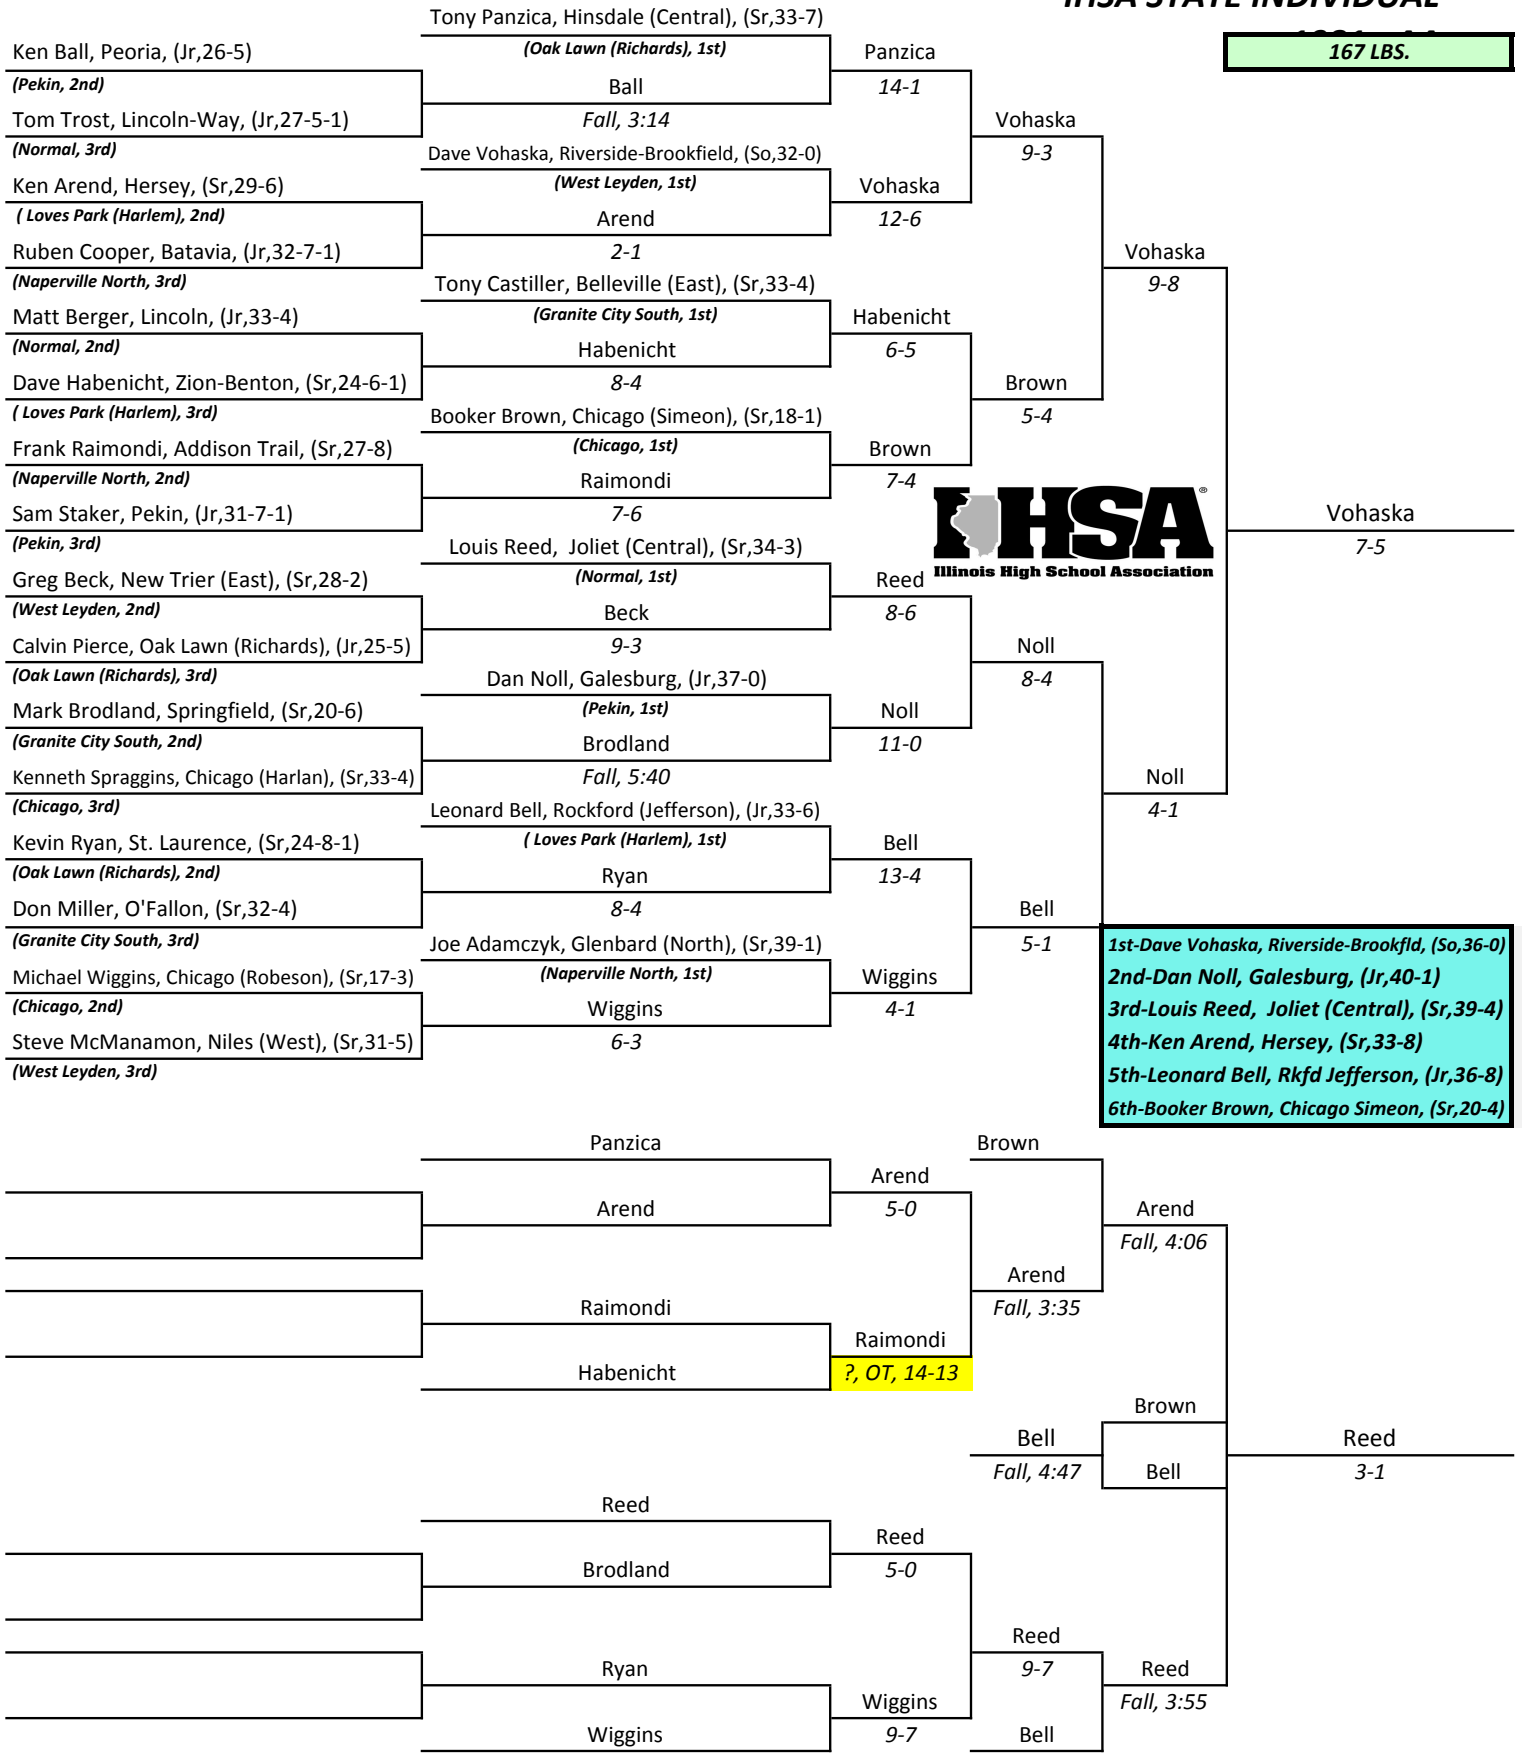 IHSA STATE INDIVIDUAL
167 LBS.
Tony Panzica, Hinsdale (Central), (Sr,33-7)
Ken Ball, Peoria, (Jr,26-5)
(Oak Lawn (Richards), 1st)
Panzica
(Pekin, 2nd)
Ball
14-1
Tom Trost, Lincoln-Way, (Jr,27-5-1)
Fall, 3:14
Vohaska
(Normal, 3rd)
Dave Vohaska, Riverside-Brookfield, (So,32-0)
9-3
Ken Arend, Hersey, (Sr,29-6)
(West Leyden, 1st)
Vohaska
( Loves Park (Harlem), 2nd)
Arend
12-6
Ruben Cooper, Batavia, (Jr,32-7-1)
2-1
Vohaska
(Naperville North, 3rd)
Tony Castiller, Belleville (East), (Sr,33-4)
9-8
Matt Berger, Lincoln, (Jr,33-4)
(Granite City South, 1st)
Habenicht
(Normal, 2nd)
Habenicht
6-5
Dave Habenicht, Zion-Benton, (Sr,24-6-1)
8-4
Brown
( Loves Park (Harlem), 3rd)
Booker Brown, Chicago (Simeon), (Sr,18-1)
5-4
Frank Raimondi, Addison Trail, (Sr,27-8)
(Chicago, 1st)
Brown
(Naperville North, 2nd)
Raimondi
7-4
IHSA®
Sam Staker, Pekin, (Jr,31-7-1)
7-6
Vohaska
(Pekin, 3rd)
Louis Reed,  Joliet (Central), (Sr,34-3)
7-5
Illinois High School Association
Greg Beck, New Trier (East), (Sr,28-2)
(Normal, 1st)
Reed
(West Leyden, 2nd)
Beck
8-6
Calvin Pierce, Oak Lawn (Richards), (Jr,25-5)
9-3
Noll
(Oak Lawn (Richards), 3rd)
Dan Noll, Galesburg, (Jr,37-0)
8-4
Mark Brodland, Springfield, (Sr,20-6)
(Pekin, 1st)
Noll
(Granite City South, 2nd)
Brodland
11-0
Kenneth Spraggins, Chicago (Harlan), (Sr,33-4)
Fall, 5:40
Noll
(Chicago, 3rd)
Leonard Bell, Rockford (Jefferson), (Jr,33-6)
4-1
Kevin Ryan, St. Laurence, (Sr,24-8-1)
( Loves Park (Harlem), 1st)
Bell
(Oak Lawn (Richards), 2nd)
Ryan
13-4
Don Miller, O'Fallon, (Sr,32-4)
8-4
Bell
(Granite City South, 3rd)
Joe Adamczyk, Glenbard (North), (Sr,39-1)
5-1
1st-Dave Vohaska, Riverside-Brookfld, (So,36-0)
Michael Wiggins, Chicago (Robeson), (Sr,17-3)
(Naperville North, 1st)
Wiggins
2nd-Dan Noll, Galesburg, (Jr,40-1)
(Chicago, 2nd)
Wiggins
4-1
3rd-Louis Reed,  Joliet (Central), (Sr,39-4)
Steve McManamon, Niles (West), (Sr,31-5)
6-3
4th-Ken Arend, Hersey, (Sr,33-8)
(West Leyden, 3rd)
5th-Leonard Bell, Rkfd Jefferson, (Jr,36-8)
6th-Booker Brown, Chicago Simeon, (Sr,20-4)
Panzica
Brown
Arend
Arend
5-0
Arend
Fall, 4:06
Arend
Raimondi
Fall, 3:35
Raimondi
Habenicht
?, OT, 14-13
Brown
Bell
Reed
Fall, 4:47
Bell
3-1
Reed
Reed
Brodland
5-0
Reed
Ryan
9-7
Reed
Wiggins
Fall, 3:55
Wiggins
9-7
Bell